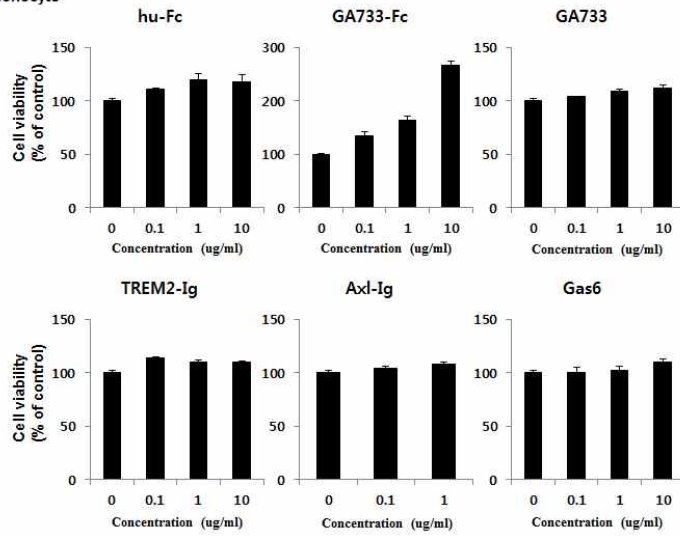 hu-Fc
GA733-Fc
GA733
150
100
50
0
Cell viability
(% of control)
0 0.1 1 10
Concentration (ug/ml)
300
200
100
0
0 0.1 1 10
Concentration (ug/ml)
150
100
50
0
0 0.1 1 10
Concentration (ug/ml)
TREM2-Ig
Axl-Ig
Gas6
150
100
50
0
Cell viability
(% of control)
0 0.1 1 10
Concentration (ug/ml)
150
100
50
0
0 0.1 1
Concentration (ug/ml)
150
100
50
0
0 0.1 1 10
Concentration (ug/ml)